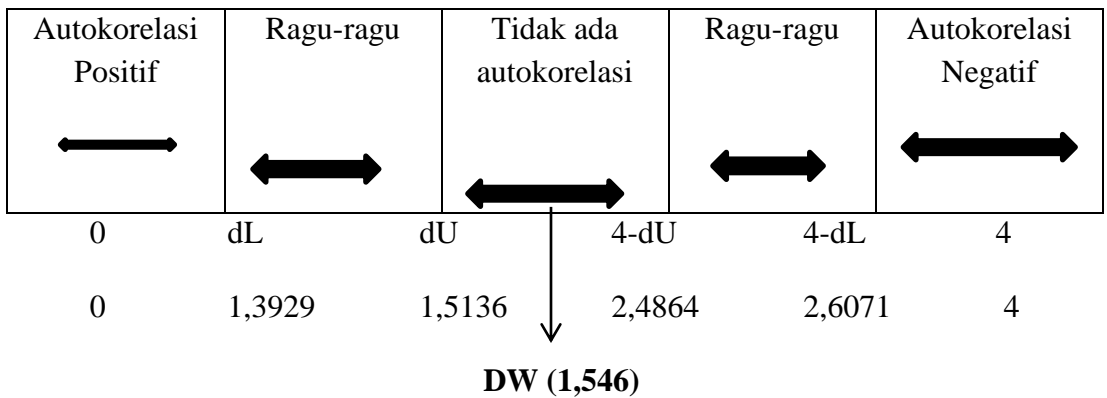 Autokorelasi Ragu-ragu Tidak ada Ragu-ragu Autokorelasi
Positif autokorelasi Negatif
0 dL dU 4-dU 4-dL 4
0 1,3929 1,5136 2,4864 2,6071 4
DW (1,546)